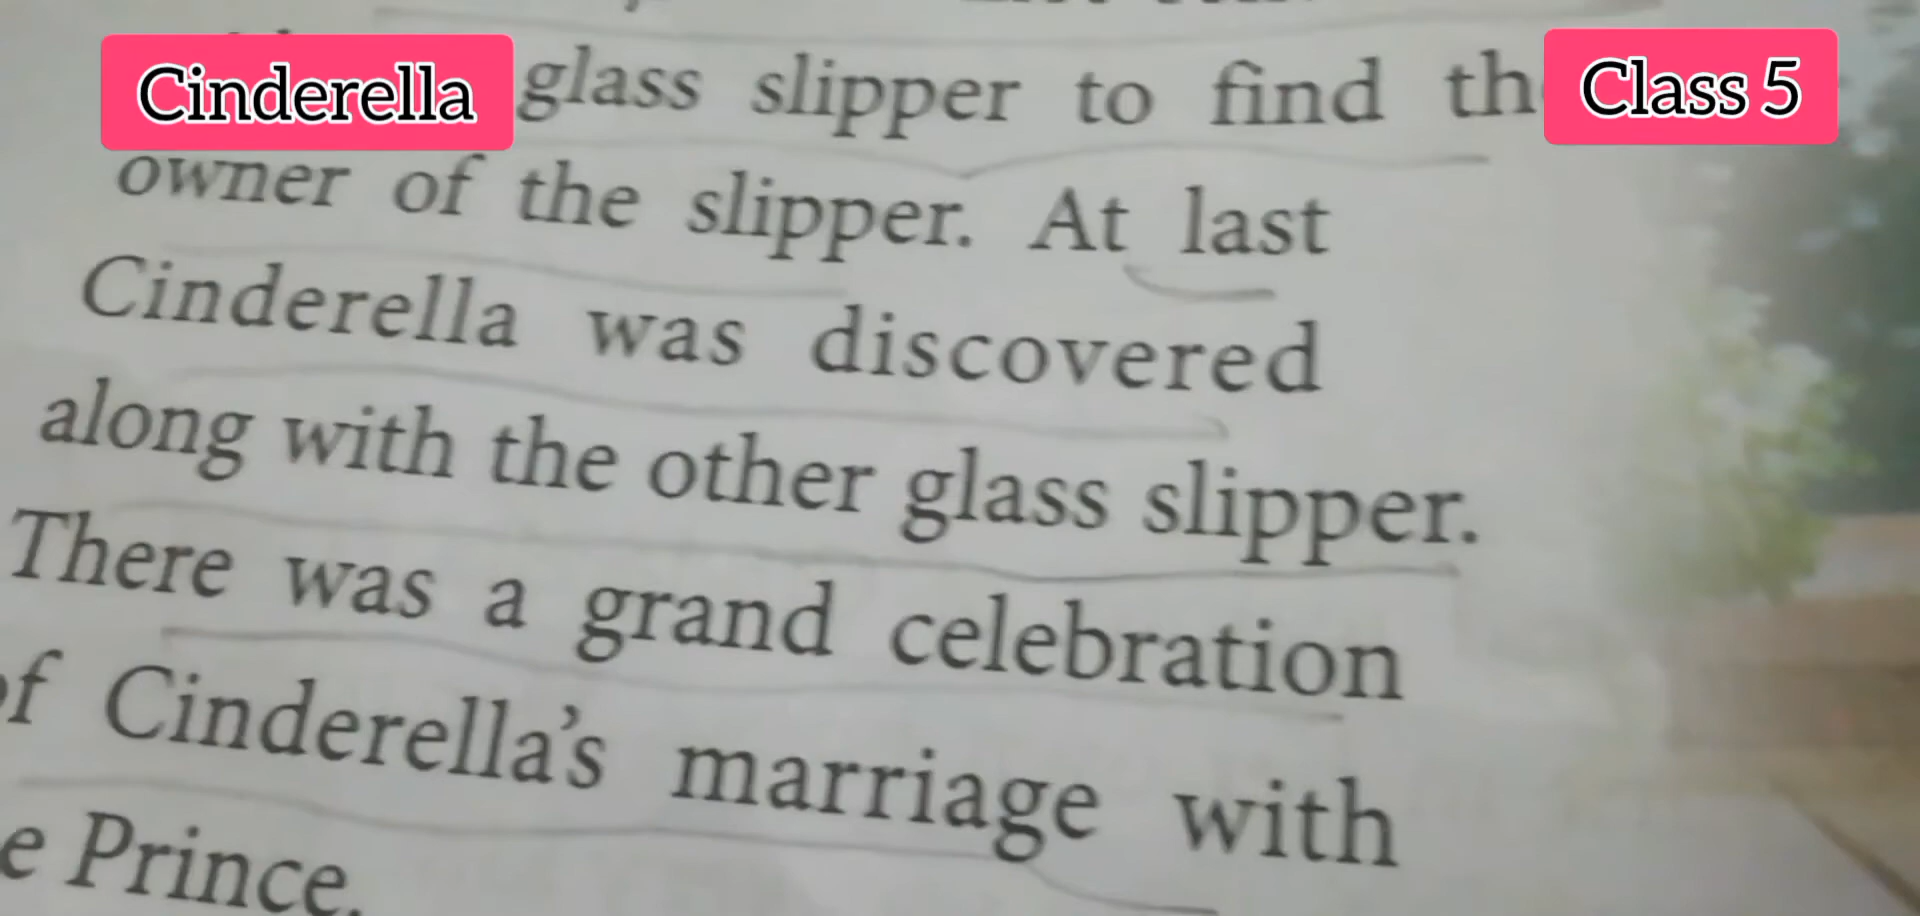 Cinderella
Class 5
glass slipper to find th
owner of the slipper. At last
Cinderella was discovered
along with the other glass slipper.
There was a grand celebration
of Cinderella's marriage with
e Prince.